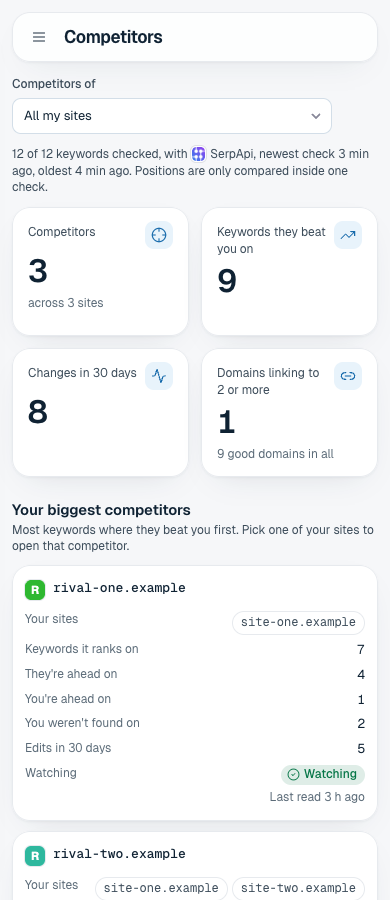 Competitors
Competitors of
All my sites
12 of 12 keywords checked, with SerpApi, newest check 3 min
ago, oldest 4 min ago. Positions are only compared inside one
check.
Competitors
3
across 3 sites
Keywords they beat
you on
9
Changes in 30 days
8
Domains linking to
2 or more
1
9 good domains in all
Your biggest competitors
Most keywords where they beat you first. Pick one of your sites to
open that competitor.
R rival-one.example
Your sites site-one.example
Keywords it ranks on 7
They're ahead on 4
You're ahead on 1
You weren't found on 2
Edits in 30 days 5
Watching Watching
Last read 3 h ago
R rival-two.example
Your sites site-one.example site-two.example